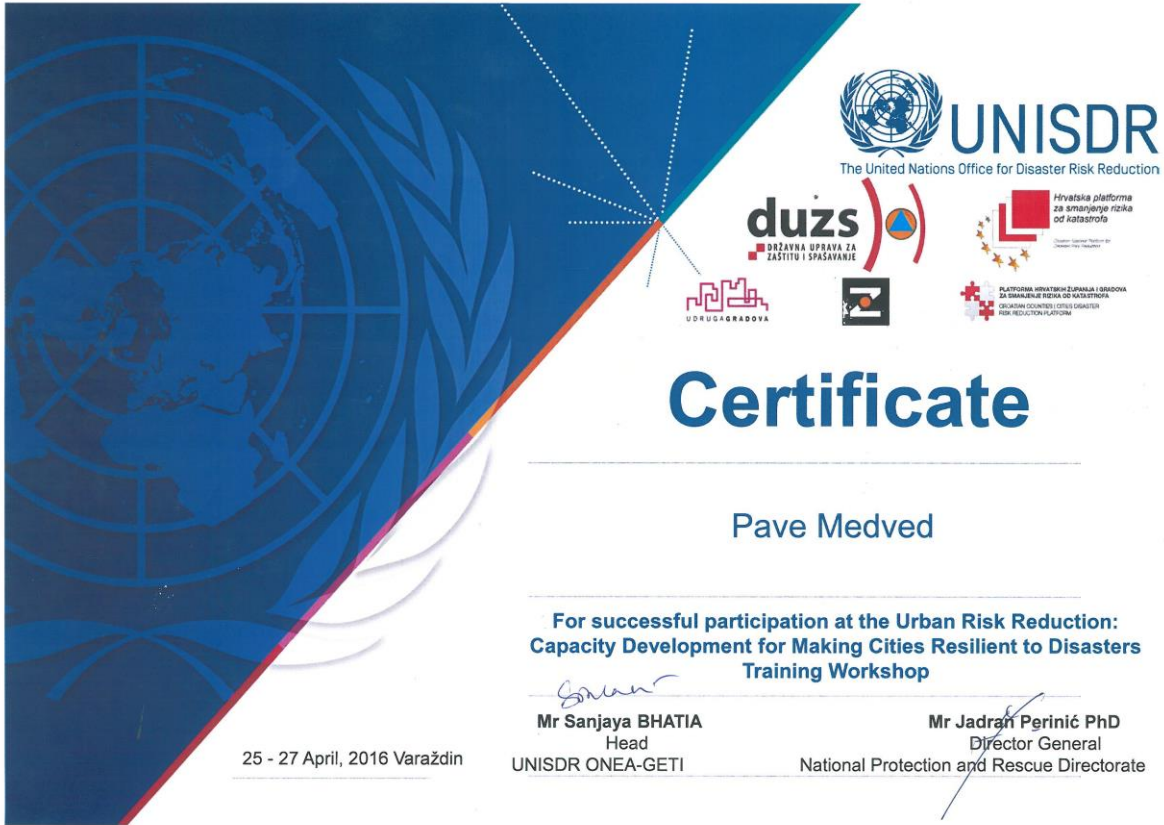 UNISDR
The United Nations Office for Disaster Risk Reduction
duzs
DRŽAVNA UPRAVA ZA
ZAŠTITU I SPAŠAVANJE
Hrvatska platforma
za smanjenje rizika
od katastrofa
UDRUGAGRADOVA
PLATFORMA HRVATSKIH ŽUPANIJA I GRADOVA
ZA SMANJENJE RIZIKA OD KATASTROFA
CROATIAN COUNTIES I CITIES DISASTER
RISK REDUCTION PLATFORM
Certificate
Pave Medved
For successful participation at the Urban Risk Reduction:
Capacity Development for Making Cities Resilient to Disasters
Training Workshop
Mr Sanjaya BHATIA
Head
UNISDR ONEA-GETI
Mr Jadran Perinić PhD
Director General
National Protection and Rescue Directorate
25 - 27 April, 2016 Varaždin